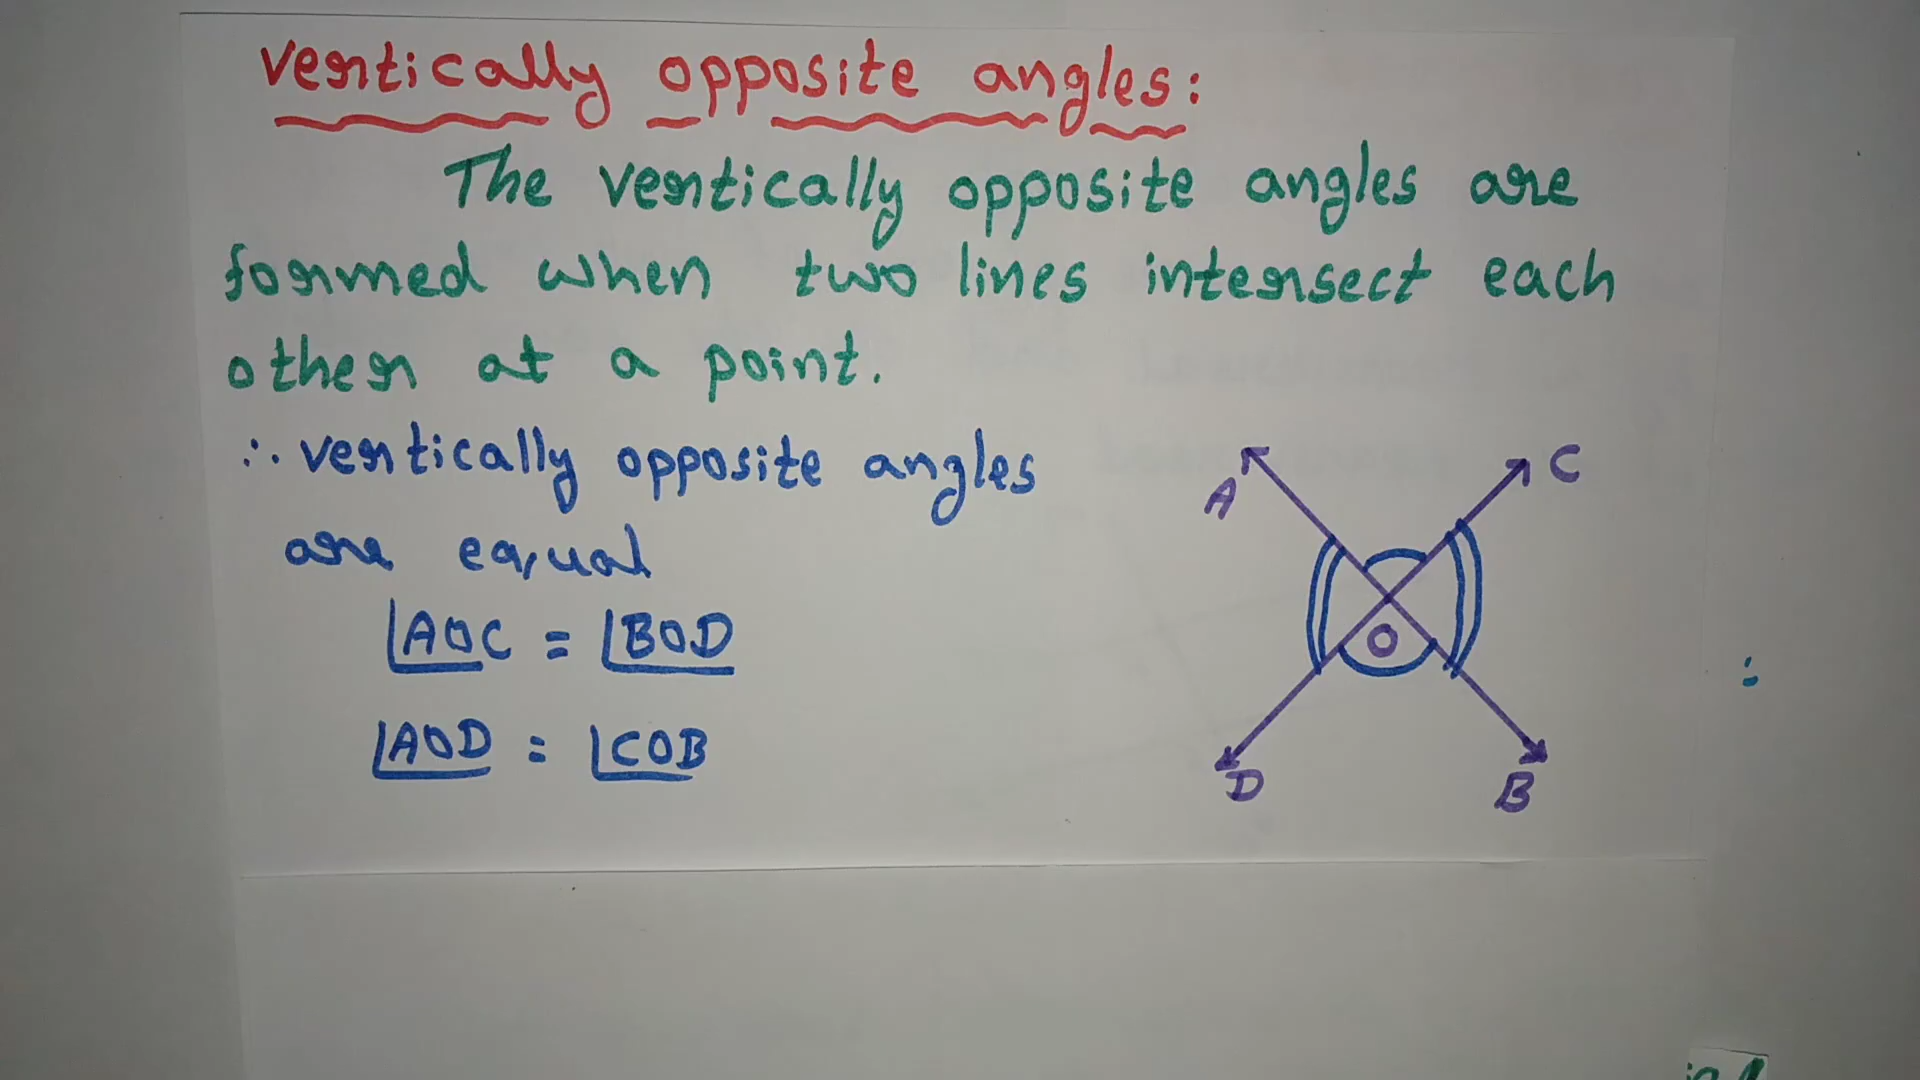 vertically opposite angles:
The vertically opposite angles are
formed when two lines intersect each
other at a point.
∴ vertically opposite angles
are equal
∠AOC = ∠BOD
∠AOD = ∠COB
A
C
O
D
B